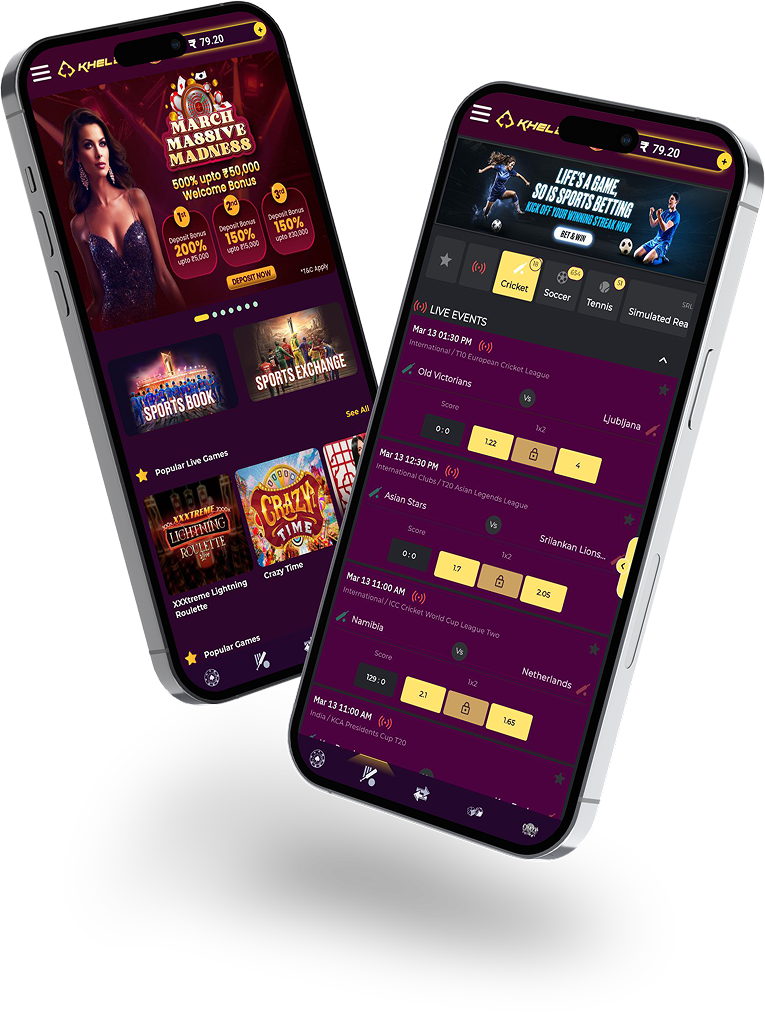 KHEL
₹ 79.20
+
MARCH
MA88IVE
MADNE88
500% upto ₹50,000
Welcome Bonus
1st
Deposit Bonus
200%
upto ₹5,000
2nd
Deposit Bonus
150%
upto ₹15,000
3rd
Deposit Bonus
150%
upto ₹30,000
DEPOSIT NOW
*T&C Apply
SPORTS BOOK
SPORTS EXCHANGE
See All
Popular Live Games
XXXTREME
LIGHTNING
ROULETTE
CRAZY
TIME
XXXtreme Lightning
Roulette
Crazy Time
Popular Games
KHEL
₹ 79.20
+
LIFE'S A GAME,
SO IS SPORTS BETTING
KICK OFF YOUR WINNING STREAK NOW
BET & WIN
18
Cricket
654
Soccer
51
Tennis
SRL
Simulated Rea
LIVE EVENTS
Mar 13 01:30 PM
International / T10 European Cricket League
Old Victorians
Vs
Ljubljana
Score
1x2
0 : 0
1.22
4
Mar 13 12:30 PM
International Clubs / T20 Asian Legends League
Asian Stars
Vs
Sriiankan Lions...
Score
1x2
0 : 0
1.7
2.05
Mar 13 11:00 AM
International / ICC Cricket World Cup League Two
Namibia
Vs
Netherlands
Score
1x2
129 : 0
2.1
1.65
Mar 13 11:00 AM
India / KCA Presidents Cup T20